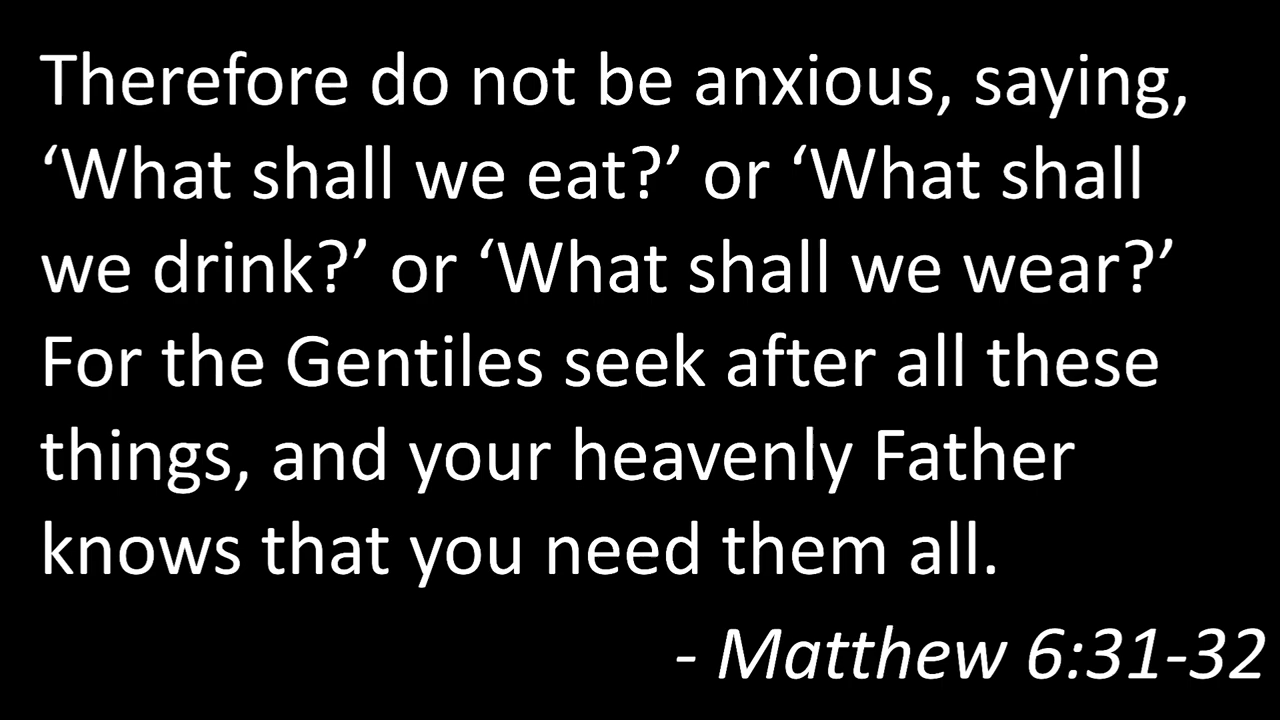 Therefore do not be anxious, saying,
‘What shall we eat?’ or ‘What shall
we drink?’ or ‘What shall we wear?’
For the Gentiles seek after all these
things, and your heavenly Father
knows that you need them all.
- Matthew 6:31-32